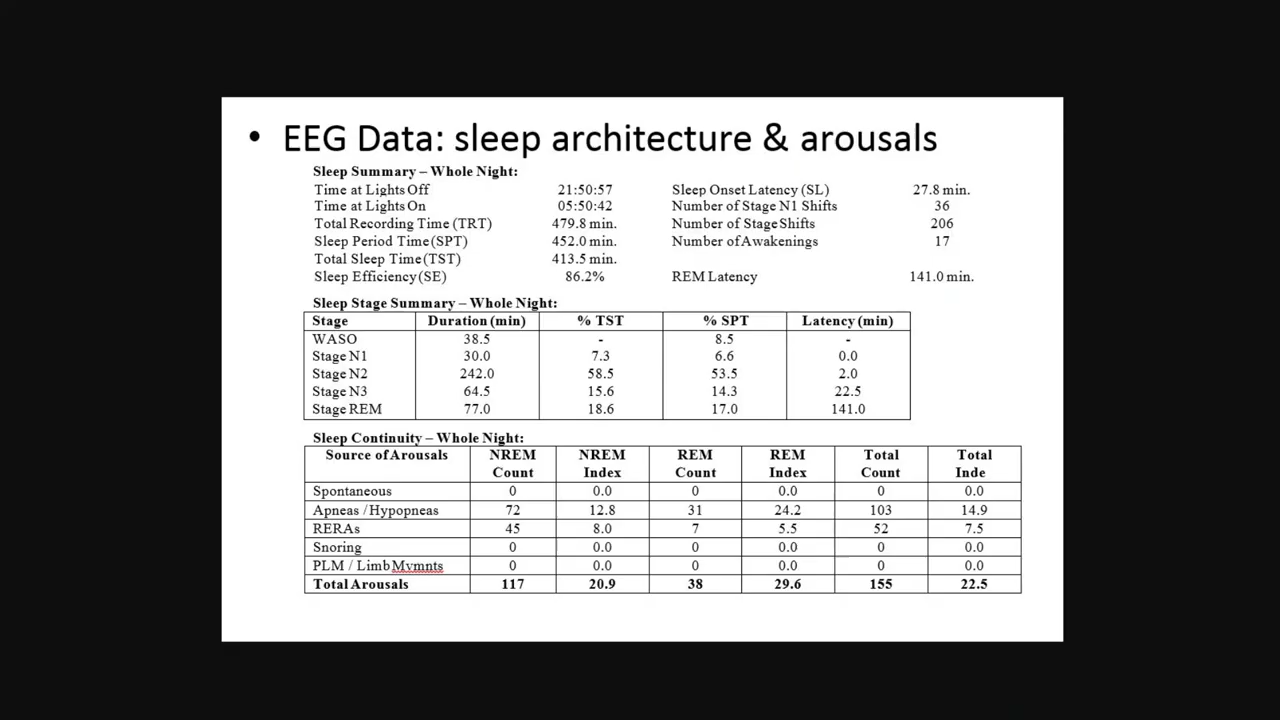 • EEG Data: sleep architecture & arousals
Sleep Summary – Whole Night:
Time at Lights Off 21:50:57 Sleep Onset Latency (SL) 27.8 min.
Time at Lights On 05:50:42 Number of Stage N1 Shifts 36
Total Recording Time (TRT) 479.8 min. Number of Stage Shifts 206
Sleep Period Time (SPT) 452.0 min. Number of Awakenings 17
Total Sleep Time (TST) 413.5 min.
Sleep Efficiency (SE) 86.2% REM Latency 141.0 min.
Sleep Stage Summary – Whole Night:
Stage Duration (min) % TST % SPT Latency (min)
WASO 38.5 - 8.5 -
Stage N1 30.0 7.3 6.6 0.0
Stage N2 242.0 58.5 53.5 2.0
Stage N3 64.5 15.6 14.3 22.5
Stage REM 77.0 18.6 17.0 141.0
Sleep Continuity – Whole Night:
Source of Arousals NREM Count NREM Index REM Count REM Index Total Count Total Inde
Spontaneous 0 0.0 0 0.0 0 0.0
Apneas / Hypopneas 72 12.8 31 24.2 103 14.9
RERAs 45 8.0 7 5.5 52 7.5
Snoring 0 0.0 0 0.0 0 0.0
PLM / Limb Mvmnts 0 0.0 0 0.0 0 0.0
Total Arousals 117 20.9 38 29.6 155 22.5